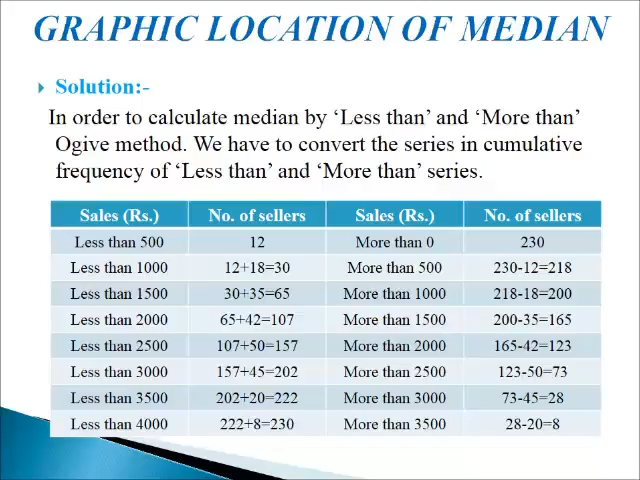 GRAPHIC LOCATION OF MEDIAN
Solution:-
In order to calculate median by ‘Less than’ and ‘More than’
Ogive method. We have to convert the series in cumulative
frequency of ‘Less than’ and ‘More than’ series.
Sales (Rs.) No. of sellers Sales (Rs.) No. of sellers
Less than 500 12 More than 0 230
Less than 1000 12+18=30 More than 500 230-12=218
Less than 1500 30+35=65 More than 1000 218-18=200
Less than 2000 65+42=107 More than 1500 200-35=165
Less than 2500 107+50=157 More than 2000 165-42=123
Less than 3000 157+45=202 More than 2500 123-50=73
Less than 3500 202+20=222 More than 3000 73-45=28
Less than 4000 222+8=230 More than 3500 28-20=8